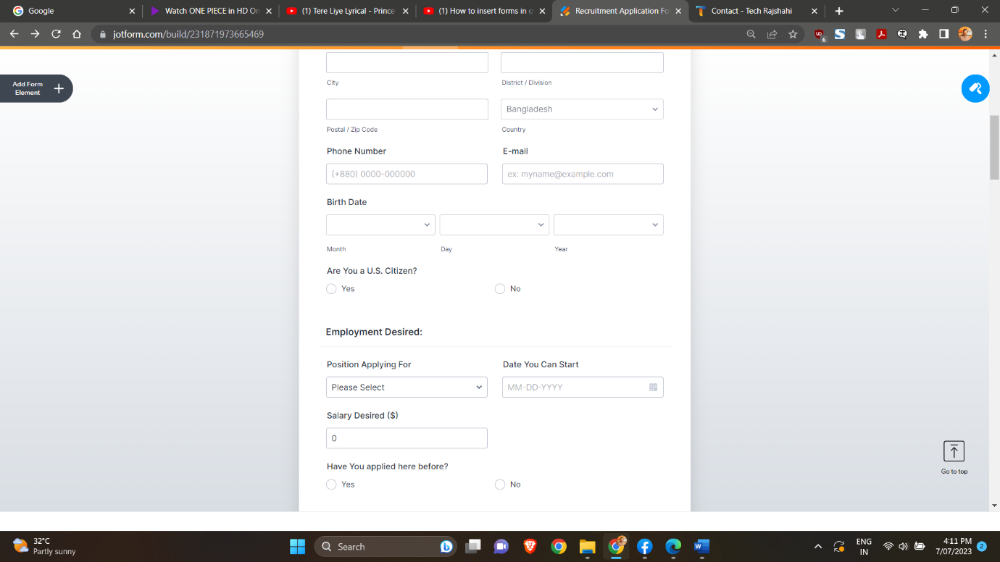 Google
Watch ONE PIECE in HD On
(1) Tere Liye Lyrical - Prince
(1) How to insert forms in o
Recruitment Application Fo
Contact - Tech Rajshahi
jotform.com/build/231871973665469
6
Add Form
Element
City
District / Division
Bangladesh
Postal / Zip Code
Country
Phone Number
E-mail
(+880) 0000-000000
ex: myname@example.com
Birth Date
Month
Day
Year
Are You a U.S. Citizen?
Yes
No
Employment Desired:
Position Applying For
Date You Can Start
Please Select
MM-DD-YYYY
Salary Desired ($)
0
Have You applied here before?
Yes
No
Go to top
32°C
Partly sunny
Search
ENG
IN
4:11 PM
7/07/2023
2